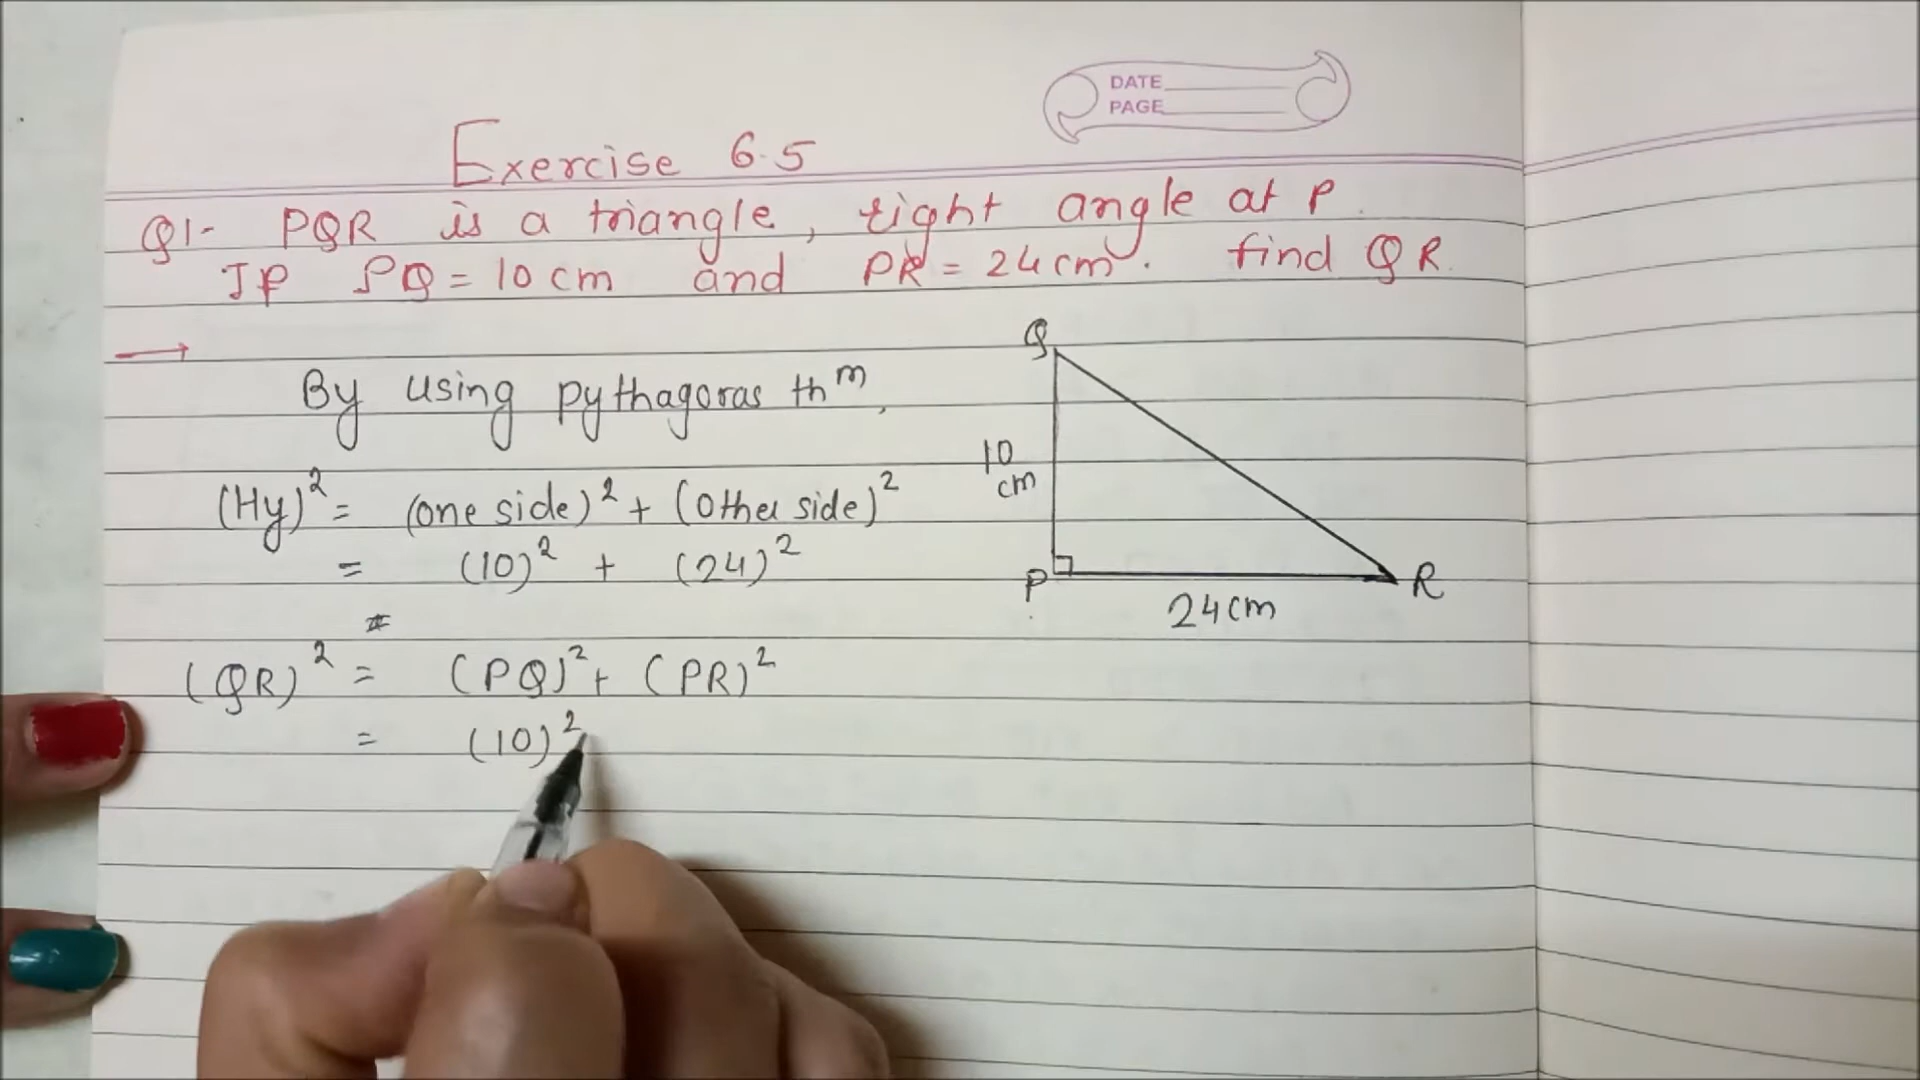 DATE
PAGE
Exercise 6.5
Q1- PQR is a triangle, right angle at P.
If PQ = 10 cm and PR = 24 cm. find QR.
→
By using pythagoras thᵐ,
(Hy)² = (one side)² + (Other side)²
= (10)² + (24)²
=
(QR)² = (PQ)² + (PR)²
= (10)²
Q
10
cm
P
R
24 cm